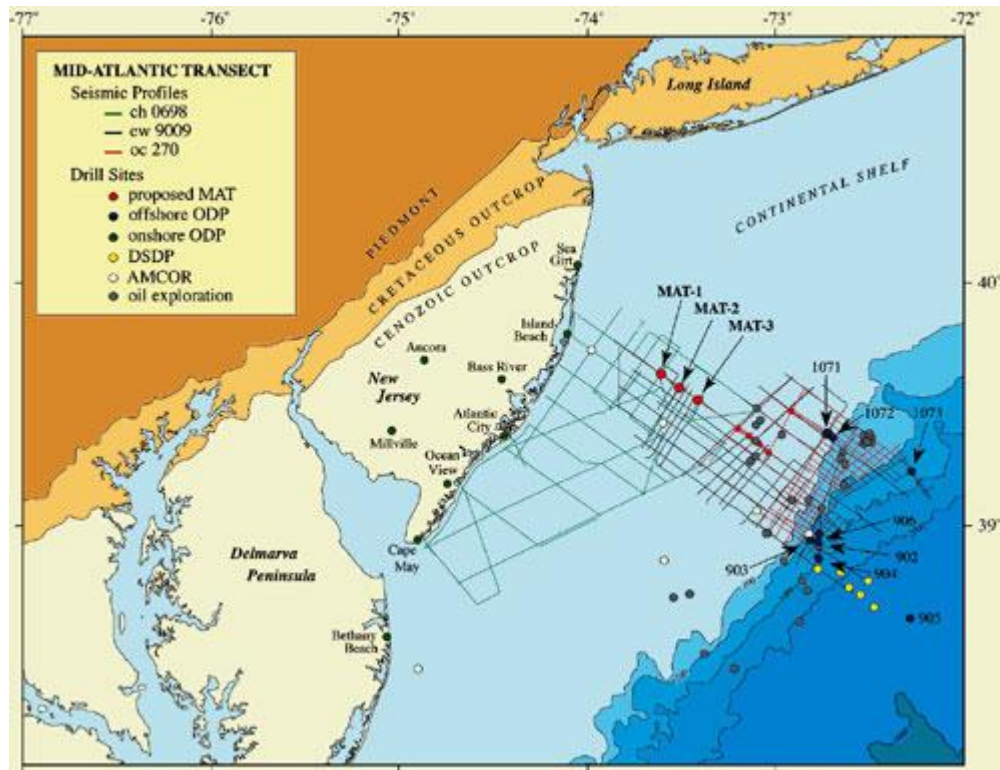 -77° -76° -75° -74° -73° -72°
MID-ATLANTIC TRANSECT
Seismic Profiles
ch 0698
ew 9009
oc 270
Drill Sites
proposed MAT
offshore ODP
onshore ODP
DSDP
AMCOR
oil exploration
Long Island
PIEDMONT
CRETACEOUS OUTCROP
CENOZOIC OUTCROP
CONTINENTAL SHELF
Sea
Girt
40° 40°
MAT-1
MAT-2
MAT-3
Island
Beach
Ancora
Bass River
New
Jersey
1071
1072
1073
Atlantic
City
Millville
Ocean
View
39° 39°
Cape
May
906
902
903
904
905
Delmarva
Peninsula
Bethany
Beach